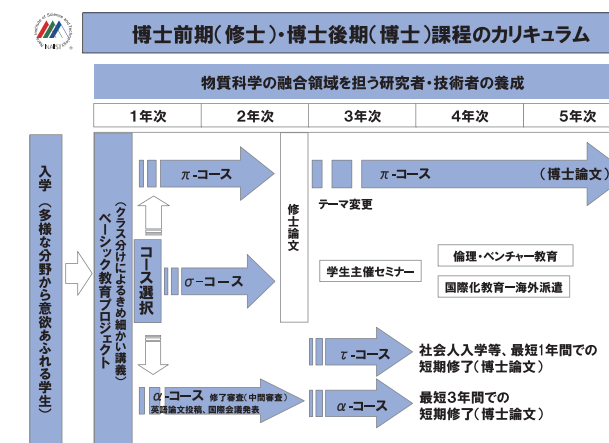 NAIST
博士前期(修士)・博士後期(博士)課程のカリキュラム
物質科学の融合領域を担う研究者・技術者の養成
1年次
2年次
3年次
4年次
5年次
入学(多様な分野から意欲あふれる学生)
ベーシック教育プロジェクト
(クラス分けによるきめ細かい講義)
コース選択
π-コース
σ-コース
α-コース 修了審査(中間審査)
英語論文投稿、国際会議発表
修士論文
π-コース
(博士論文)
テーマ変更
学生主催セミナー
倫理・ベンチャー教育
国際化教育ー海外派遣
τ-コース
社会人入学等、最短1年間での
短期修了(博士論文)
α-コース
最短3年間での
短期修了(博士論文)